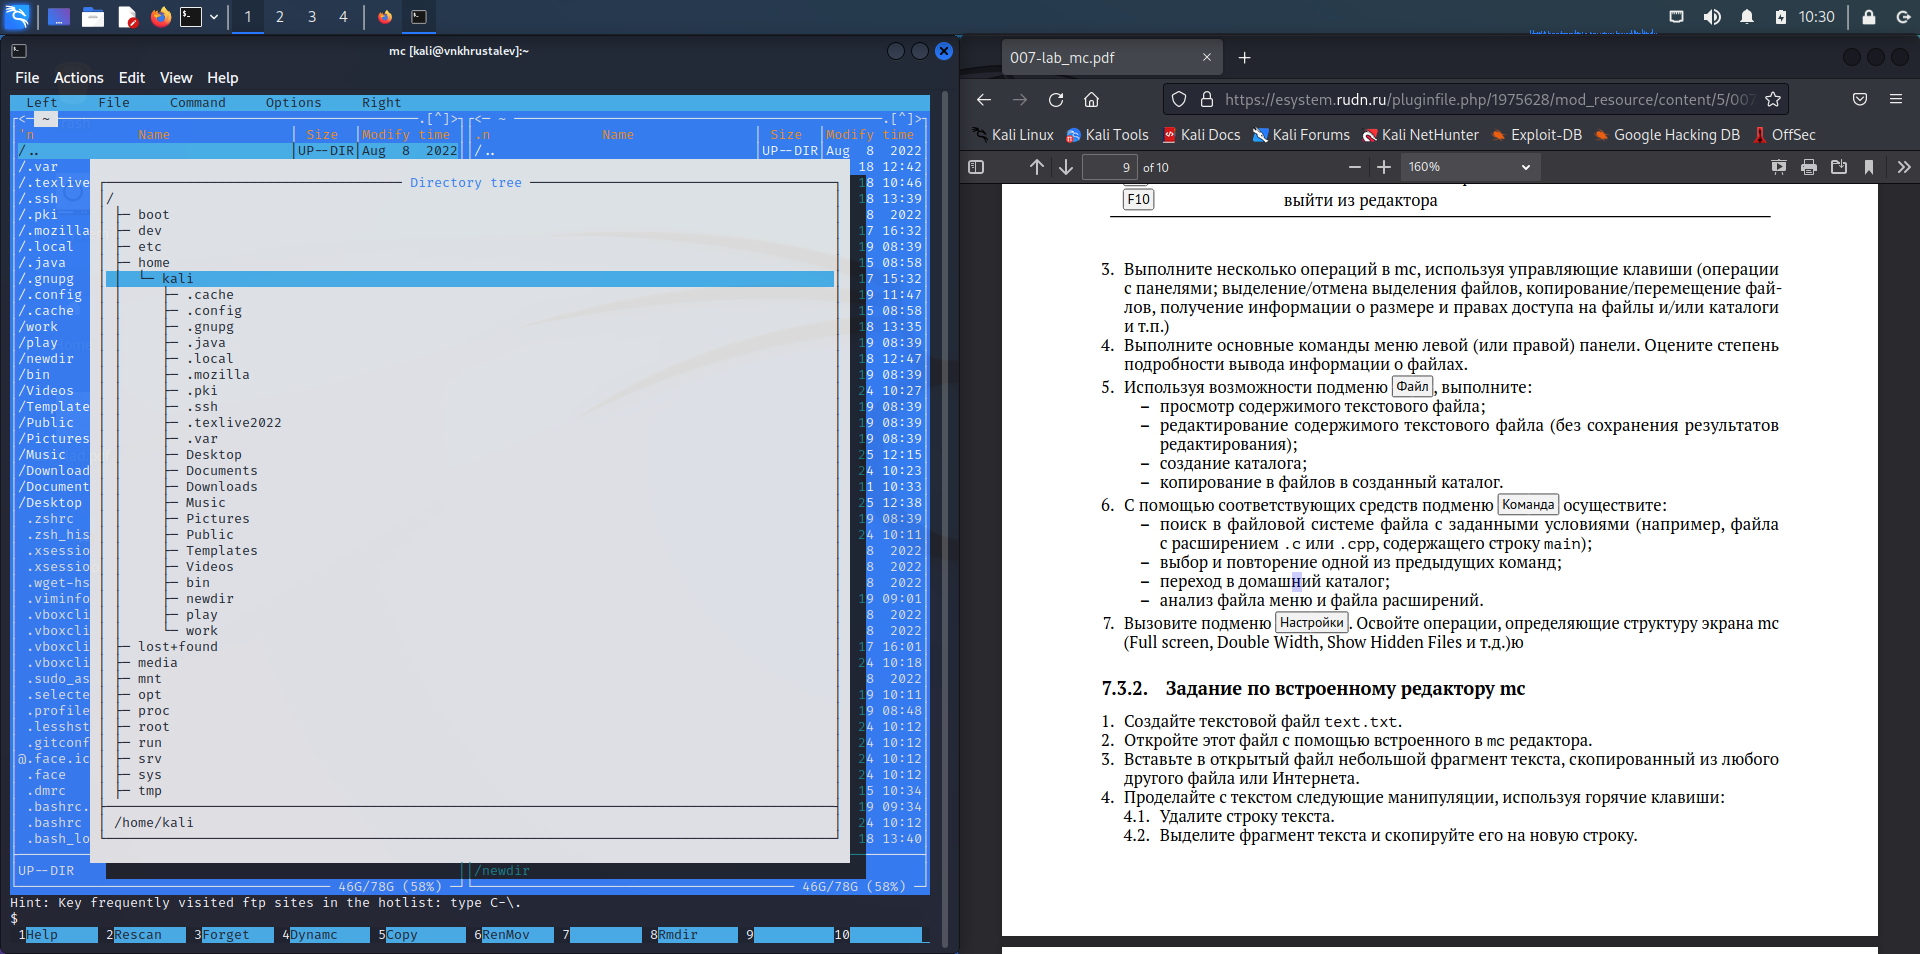 1 2 3 4 10:30
mc [kali@vnkhrustalev]:~
File Actions Edit View Help
Left File Command Options Right
~ .[^]> <─ ~ .[^]>
'n Name Size Modify time .n Name Size Modify time
/.. UP--DIR Aug 8 2022 /.. UP--DIR Aug 8 2022
/.var 18 12:42
/.texlive Directory tree 18 10:46
/.ssh / 18 13:39
/.pki boot 8 2022
/.mozilla dev 17 16:32
/.local etc 19 08:39
/.java home 15 08:58
/.gnupg kali 17 15:32
/.config .cache 19 11:47
/.cache .config 15 08:58
/work .gnupg 18 13:35
/play .java 19 08:39
/newdir .local 18 12:47
/bin .mozilla 19 08:39
/Videos .pki 24 10:27
/Template .ssh 19 08:39
/Public .texlive2022 19 08:39
/Pictures .var 19 08:39
/Music Desktop 25 12:15
/Download Documents 24 10:23
/Document Downloads 11 10:33
/Desktop Music 25 12:38
.zshrc Pictures 19 08:39
.zsh_his Public 24 10:11
.xsessio Templates 8 2022
.xsessio Videos 8 2022
.wget-hs bin 8 2022
.viminfo newdir 19 09:01
.vboxcli play 8 2022
.vboxcli work 8 2022
.vboxcli lost+found 17 16:01
.vboxcli media 24 10:18
.sudo_as mnt 8 2022
.selecte opt 19 10:11
.profile proc 19 08:48
.lesshst root 24 10:12
.gitconf run 24 10:12
@.face.ic srv 24 10:12
.face sys 24 10:12
.dmrc tmp 15 10:34
.bashrc. 19 09:34
.bashrc /home/kali 24 10:12
.bash_lo 18 13:40
UP--DIR /newdir
46G/78G (58%) 46G/78G (58%)
Hint: Key frequently visited ftp sites in the hotlist: type C-\.
$
1Help 2Rescan 3Forget 4Dynamc 5Copy 6RenMov 7 8Rmdir 9 10
007-lab_mc.pdf
https://esystem.rudn.ru/pluginfile.php/1975628/mod_resource/content/5/007
Kali Linux Kali Tools Kali Docs Kali Forums Kali NetHunter Exploit-DB Google Hacking DB OffSec
9 of 10 160%
F10 выйти из редактора
3. Выполните несколько операций в mc, используя управляющие клавиши (операции
с панелями; выделение/отмена выделения файлов, копирование/перемещение фай-
лов, получение информации о размере и правах доступа на файлы и/или каталоги
и т.п.)
4. Выполните основные команды меню левой (или правой) панели. Оцените степень
подробности вывода информации о файлах.
5. Используя возможности подменю Файл, выполните:
– просмотр содержимого текстового файла;
– редактирование содержимого текстового файла (без сохранения результатов
редактирования);
– создание каталога;
– копирование в файлов в созданный каталог.
6. С помощью соответствующих средств подменю Команда осуществите:
– поиск в файловой системе файла с заданными условиями (например, файла
с расширением .c или .cpp, содержащего строку main);
– выбор и повторение одной из предыдущих команд;
– переход в домашний каталог;
– анализ файла меню и файла расширений.
7. Вызовите подменю Настройки. Освойте операции, определяющие структуру экрана mc
(Full screen, Double Width, Show Hidden Files и т.д.)ю
7.3.2. Задание по встроенному редактору mc
1. Создайте текстовой файл text.txt.
2. Откройте этот файл с помощью встроенного в mc редактора.
3. Вставьте в открытый файл небольшой фрагмент текста, скопированный из любого
другого файла или Интернета.
4. Проделайте с текстом следующие манипуляции, используя горячие клавиши:
4.1. Удалите строку текста.
4.2. Выделите фрагмент текста и скопируйте его на новую строку.